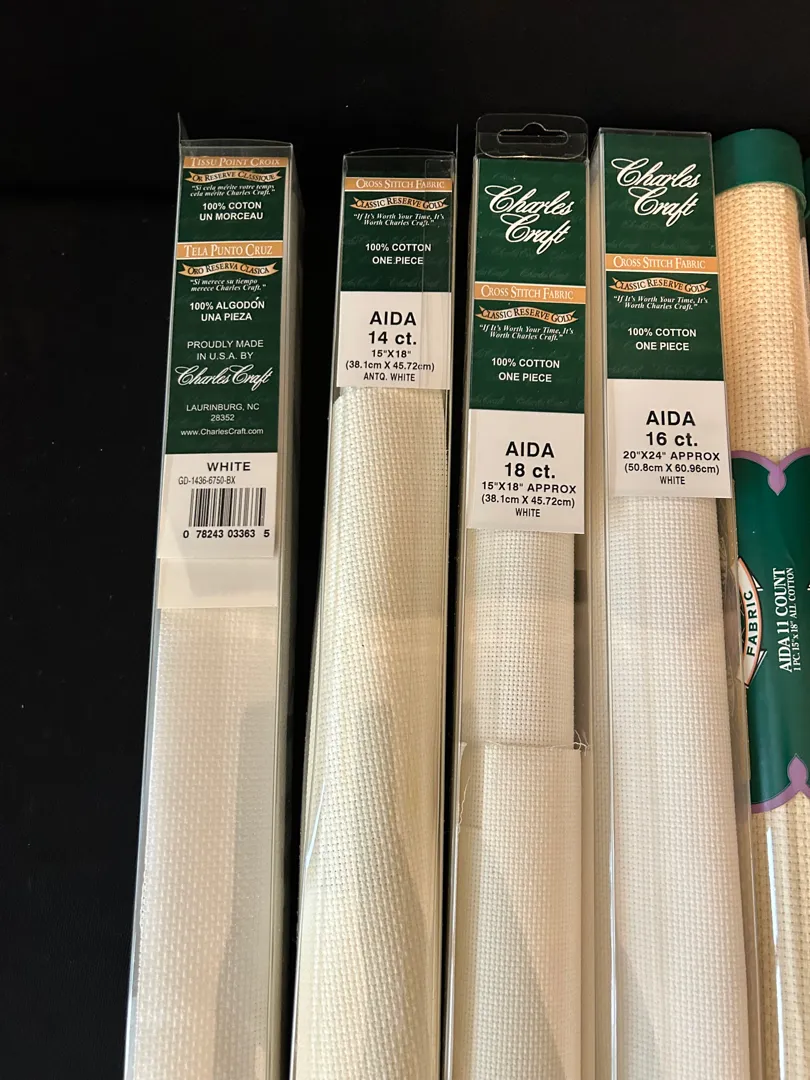 TISSU POINT CROIX
OR RESERVE CLASSIQUE
"Si cela mérite votre temps
cela mérite Charles Craft."
100% COTON
UN MORCEAU
TELA PUNTO CRUZ
ORO RESERVA CLASICA
"Si merece su tiempo
merece Charles Craft."
100% ALGODÓN
UNA PIEZA
PROUDLY MADE
IN U.S.A. BY
Charles Craft
LAURINBURG, NC
28352
www.CharlesCraft.com
WHITE
GD-1436-6750-BX
0 78243 03363 5
CROSS STITCH FABRIC
CLASSIC RESERVE GOLD
"If It's Worth Your Time, It's
Worth Charles Craft."
100% COTTON
ONE PIECE
AIDA
14 ct.
15"X18"
(38.1cm X 45.72cm)
ANTQ. WHITE
Charles
Craft
CROSS STITCH FABRIC
CLASSIC RESERVE GOLD
"If It's Worth Your Time, It's
Worth Charles Craft."
100% COTTON
ONE PIECE
AIDA
18 ct.
15"X18" APPROX
(38.1cm X 45.72cm)
WHITE
Charles
Craft
CROSS STITCH FABRIC
CLASSIC RESERVE GOLD
"If It's Worth Your Time, It's
Worth Charles Craft."
100% COTTON
ONE PIECE
AIDA
16 ct.
20"X24" APPROX
(50.8cm X 60.96cm)
WHITE
FABRIC
AIDA 11 COUNT
1 PC. 15" x 18" ALL COTTON